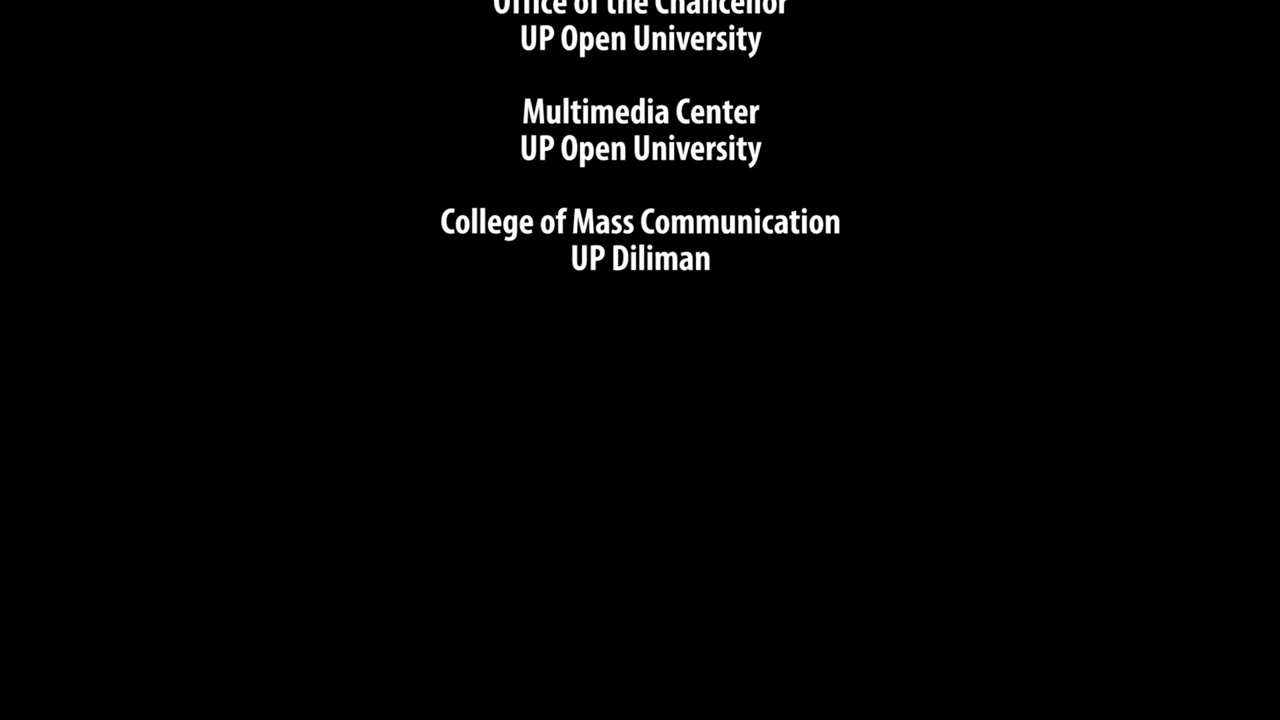 Office of the Chancellor
UP Open University
Multimedia Center
UP Open University
College of Mass Communication
UP Diliman